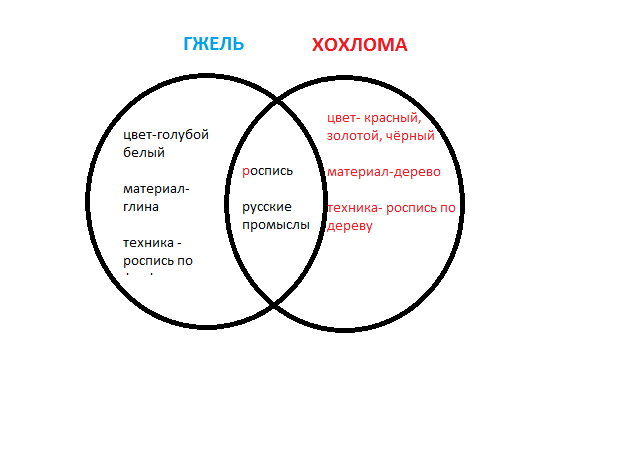 ГЖЕЛЬ
ХОХЛОМА
цвет-голубой
белый
материал-
глина
техника -
роспись по
роспись
русские
промыслы
цвет- красный,
золотой, чёрный
материал-дерево
техника- роспись по
дереву